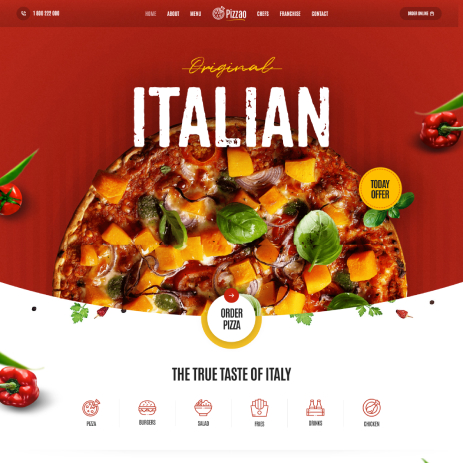 1 800 222 000
HOME
ABOUT
MENU
Pizzao
CHEFS
FRANCHISE
CONTACT
ORDER ONLINE
Original
ITALIAN
TODAY
OFFER
ORDER
PIZZA
THE TRUE TASTE OF ITALY
PIZZA
BURGERS
SALAD
FRIES
DRINKS
CHICKEN